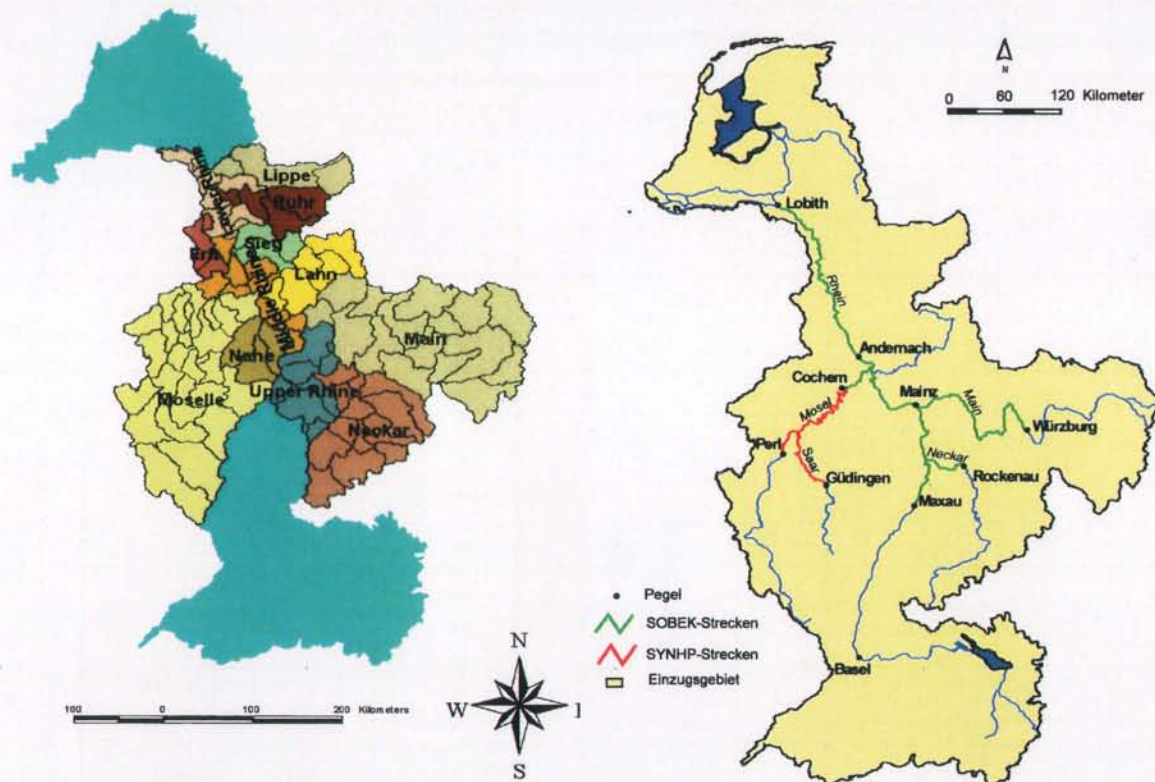 Lippe
Ruhr
Sieg
Erft
Lahn
Main
Nahe
Upper Rhine
Moselle
Neckar
100 0 100 200 Kilometers
N
W
S
N
0 60 120 Kilometer
Lobith
Rhein
Andernach
Cochem
Mainz
Main
Mosel
Würzburg
Perl
Saar
Neckar
Güdingen
Rockenau
Maxau
Pegel
SOBEK-Strecken
SYNHP-Strecken
Einzugsgebiet
Basel